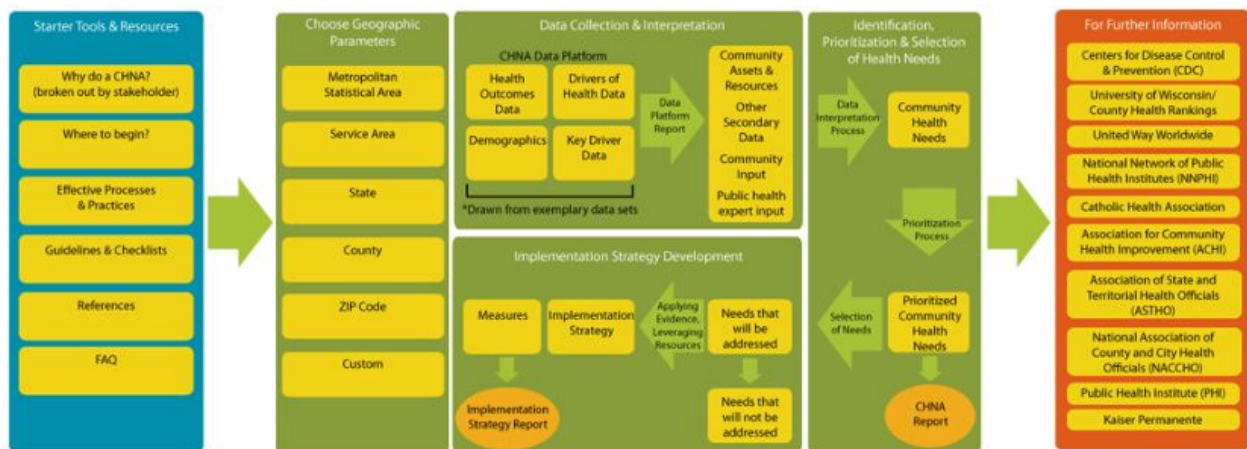 Starter Tools & Resources
Why do a CHNA?
(broken out by stakeholder)
Where to begin?
Effective Processes
& Practices
Guidelines & Checklists
References
FAQ
Choose Geographic
Parameters
Metropolitan
Statistical Area
Service Area
State
County
ZIP Code
Custom
Data Collection & Interpretation
CHNA Data Platform
Health
Outcomes
Data
Drivers of
Health Data
Demographics
Key Driver
Data
*Drawn from exemplary data sets
Data
Platform
Report
Community
Assets &
Resources
Other
Secondary
Data
Community
Input
Public health
expert input
Identification,
Prioritization & Selection
of Health Needs
Data
Interpretation
Process
Community
Health
Needs
Prioritization
Process
Prioritized
Community
Health
Needs
CHNA
Report
Selection
of Needs
Implementation Strategy Development
Needs that
will be
addressed
Needs that
will not be
addressed
Applying
Evidence,
Leveraging
Resources
Implementation
Strategy
Measures
Implementation
Strategy Report
For Further Information
Centers for Disease Control
& Prevention (CDC)
University of Wisconsin/
County Health Rankings
United Way Worldwide
National Network of Public
Health Institutes (NNPHI)
Catholic Health Association
Association for Community
Health Improvement (ACHI)
Association of State and
Territorial Health Officials
(ASTHO)
National Association of
County and City Health
Officials (NACCHO)
Public Health Institute (PHI)
Kaiser Permanente